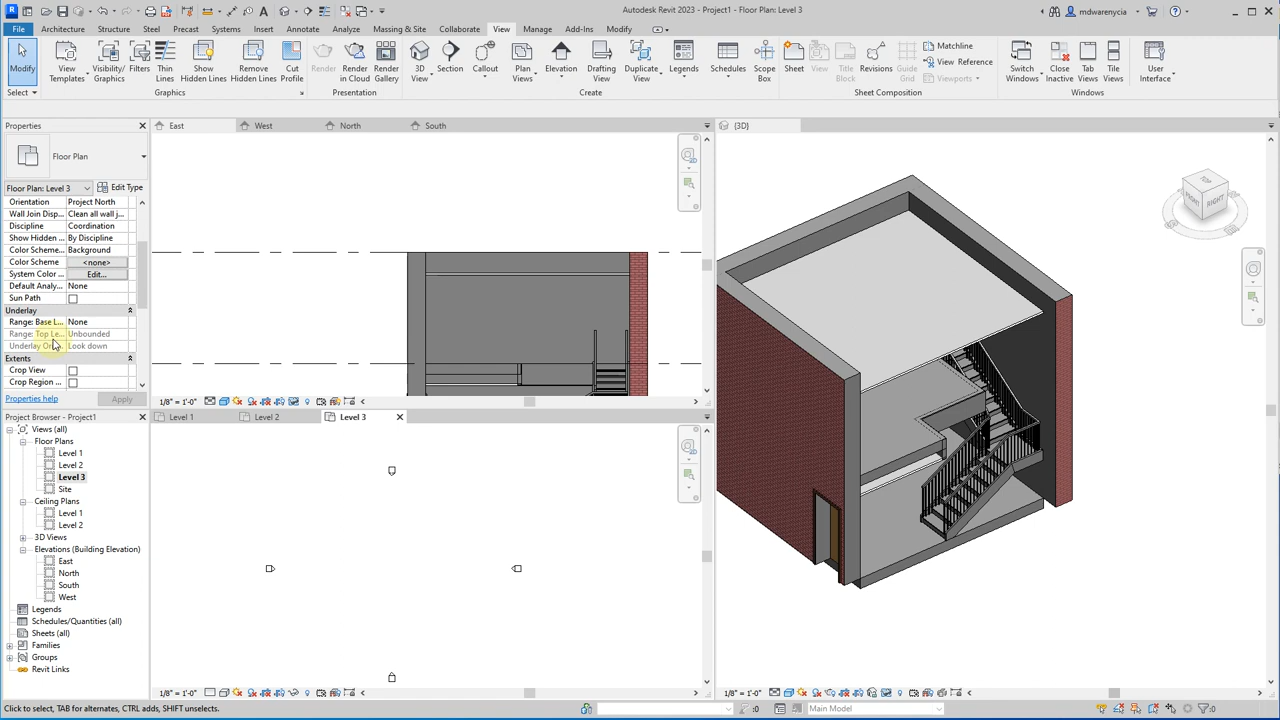 Autodesk Revit 2023 - Project1 - Floor Plan: Level 3
mdwarenycia
File Architecture Structure Steel Precast Systems Insert Annotate Analyze Massing & Site Collaborate View Manage Add-Ins Modify
Modify
View Templates
Visibility/ Graphics
Filters
Thin Lines
Show Hidden Lines
Remove Hidden Lines
Cut Profile
Render
Render in Cloud
Render Gallery
3D View
Section
Callout
Plan Views
Elevation
Drafting View
Duplicate View
Legends
Schedules
Scope Box
Sheet
View
Title Block
Revisions
Guide Grid
Matchline
View Reference
Viewports
Switch Windows
Close Inactive
Tab Views
Tile Views
User Interface
Select Graphics Presentation Create Sheet Composition Windows
Properties
Floor Plan
Floor Plan: Level 3 Edit Type
Orientation Project North
Wall Join Disp... Clean all wall j...
Discipline Coordination
Show Hidden ... By Discipline
Color Scheme... Background
Color Scheme <none>
System Color ... Edit...
Default Analy... None
Sun Path
Underlay
Range: Base L... None
Range: Top Le... Unbounded
Underlay Or... Look down
Extents
Crop View
Crop Region ...
Properties help Apply
Project Browser - Project1
Views (all)
Floor Plans
Level 1
Level 2
Level 3
Site
Ceiling Plans
Level 1
Level 2
3D Views
Elevations (Building Elevation)
East
North
South
West
Legends
Schedules/Quantities (all)
Sheets (all)
Families
Groups
Revit Links
East West North South
2D
1/8" = 1'-0"
Level 1 Level 2 Level 3
2D
1/8" = 1'-0"
{3D}
TOP
FRONT
RIGHT
1/8" = 1'-0"
Click to select, TAB for alternates, CTRL adds, SHIFT unselects.
:0
Main Model
:0